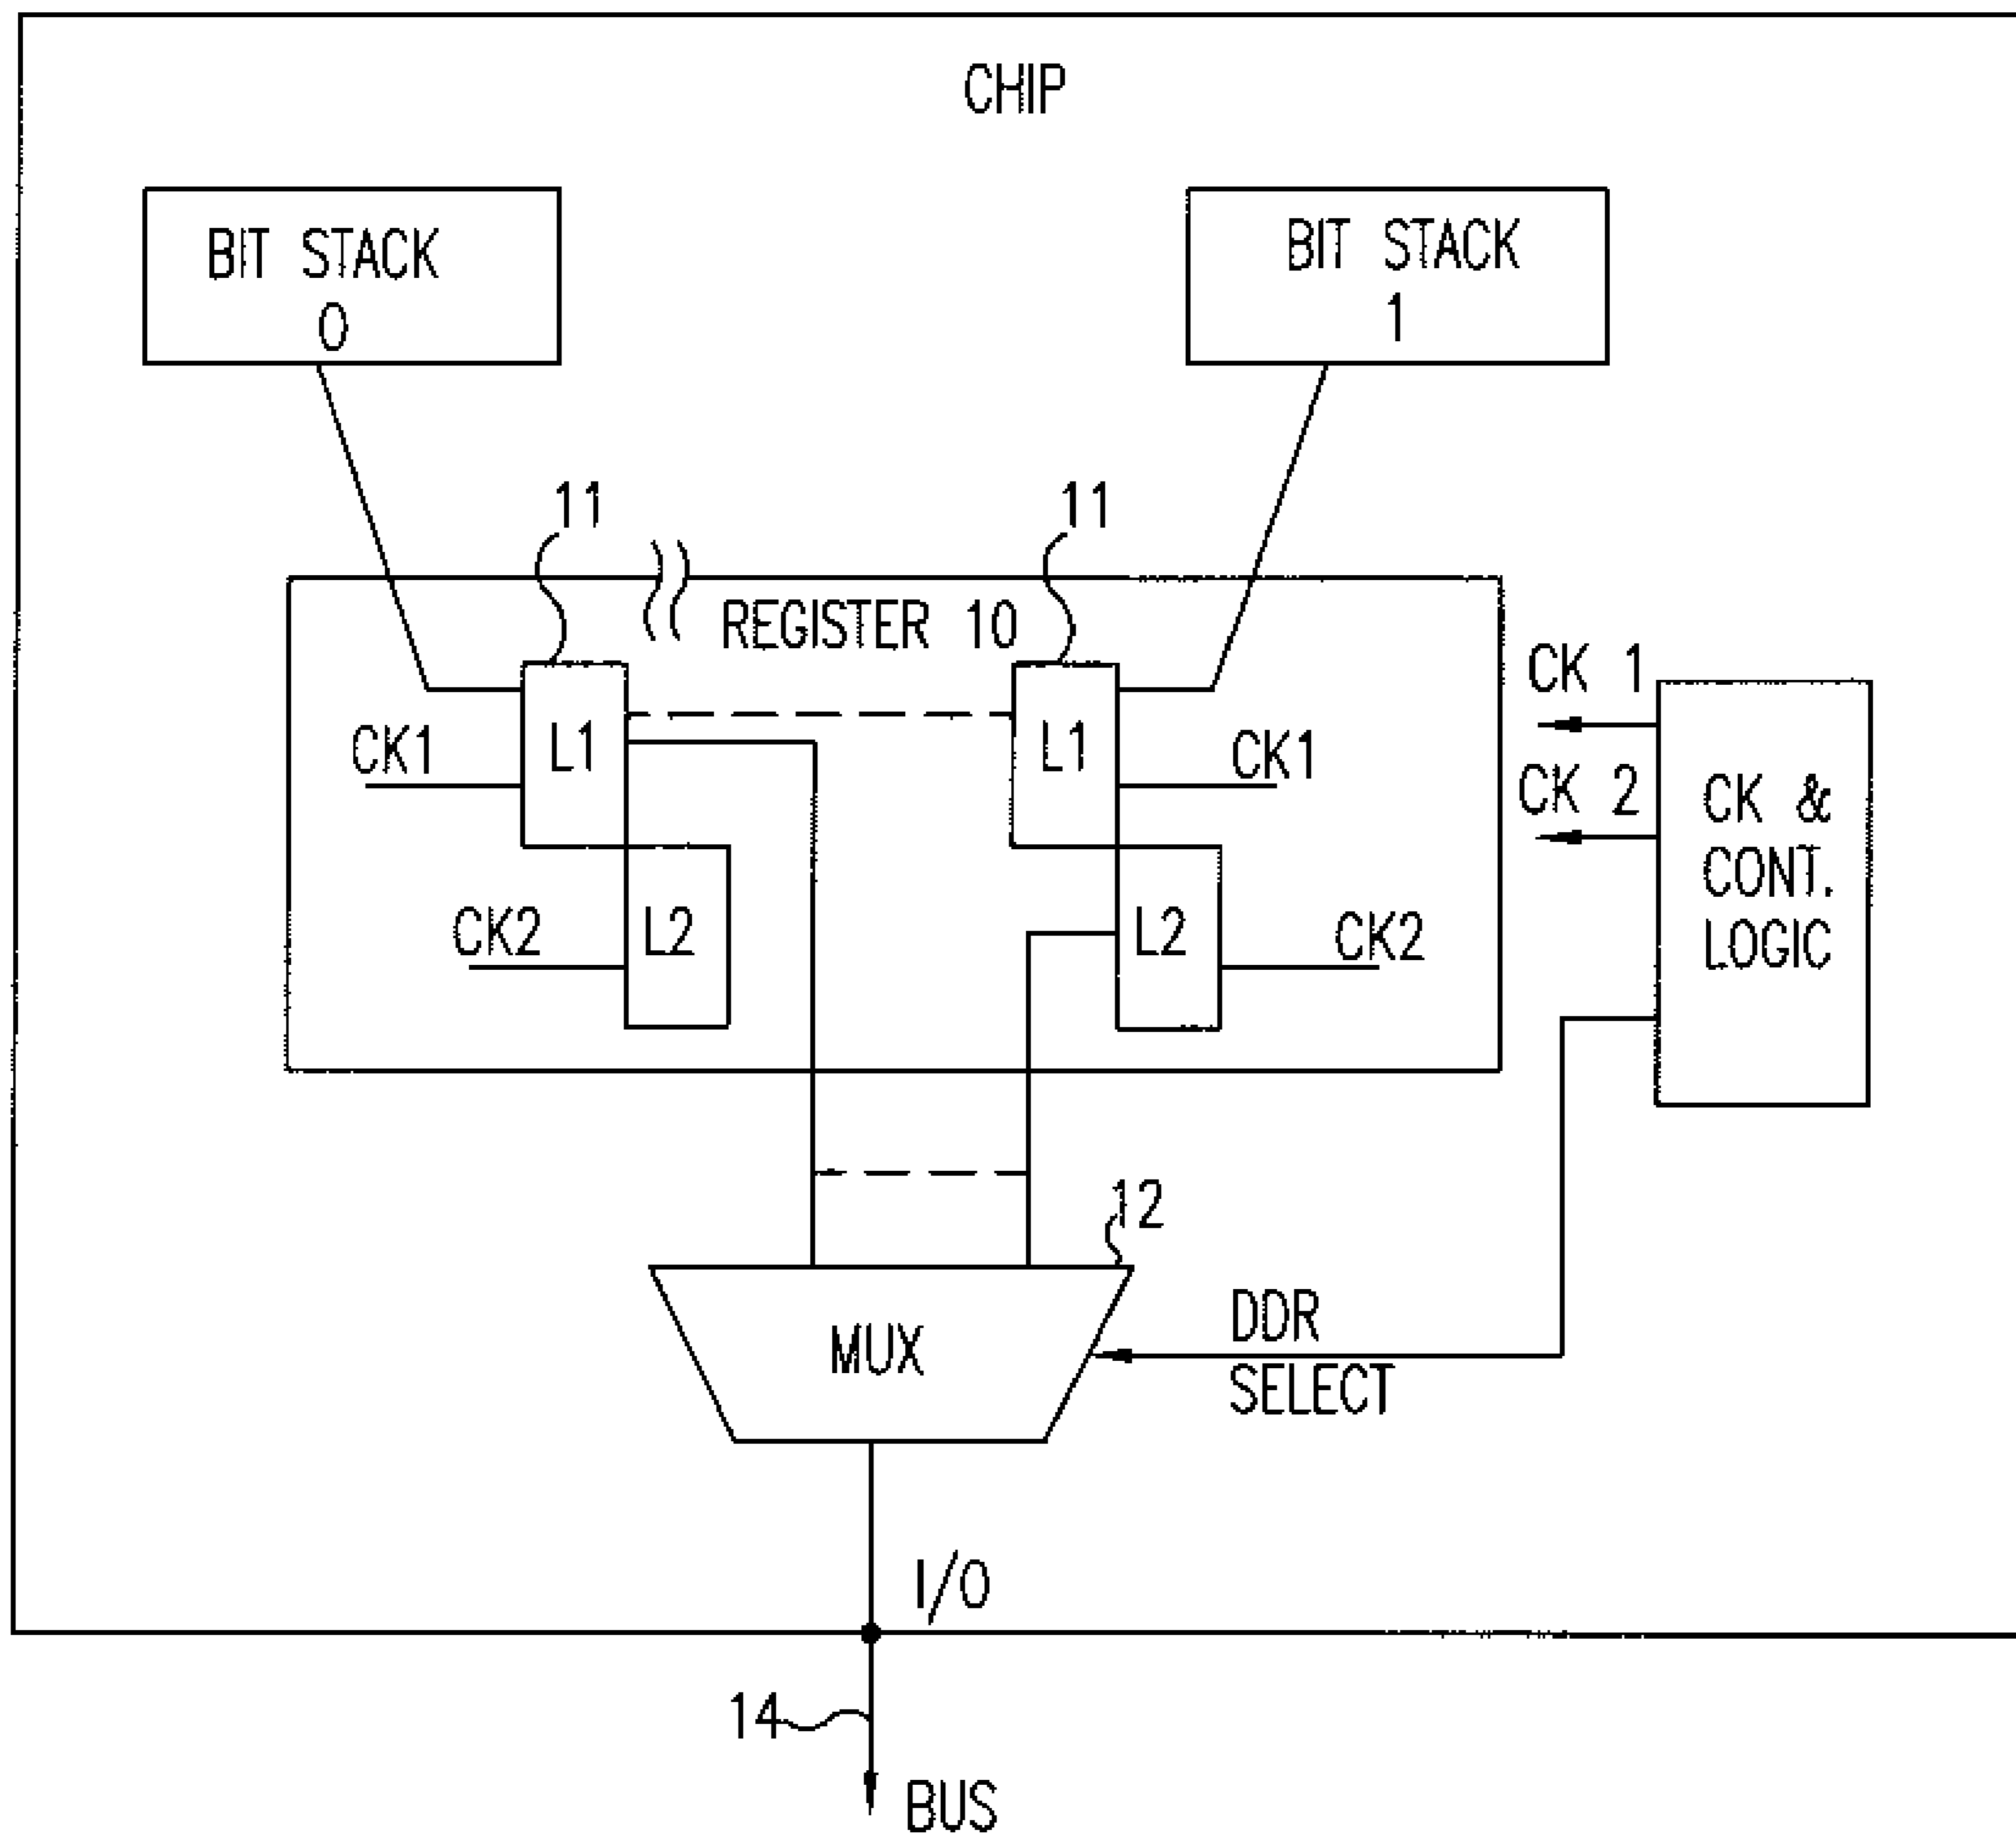 CHIP
BIT STACK
0
BIT STACK
1
11
11
REGISTER 10
CK 1
CK1
L1
L1
CK1
CK 2
CK &
CONT.
LOGIC
CK2
L2
L2
CK2
12
MUX
DDR
SELECT
I/O
14
BUS